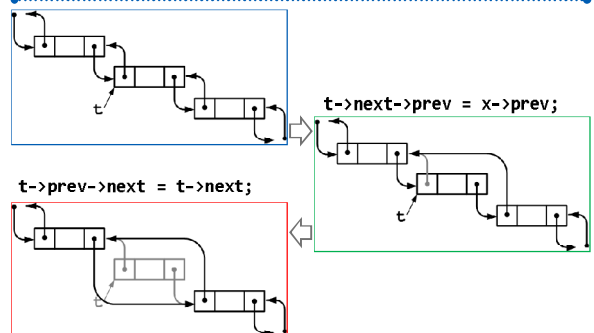 t
t->next->prev = x->prev;
t
t->prev->next = t->next;
t